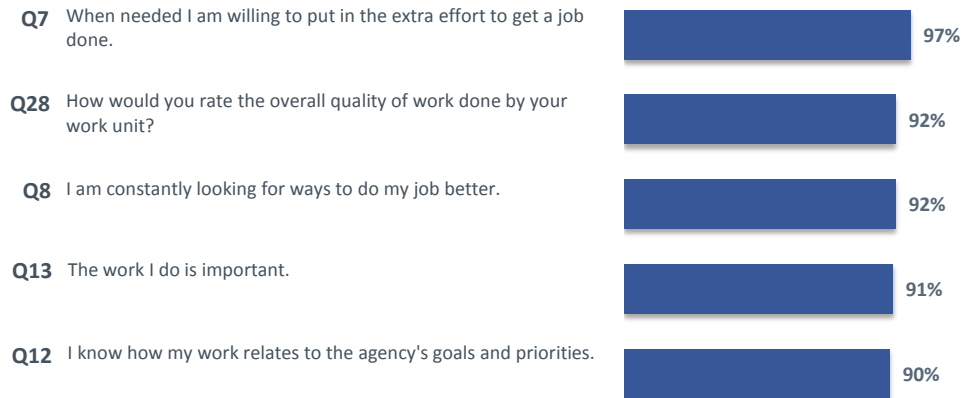 Q7 When needed I am willing to put in the extra effort to get a job
done.
97%
Q28 How would you rate the overall quality of work done by your
work unit?
92%
Q8 I am constantly looking for ways to do my job better.
92%
Q13 The work I do is important.
91%
Q12 I know how my work relates to the agency's goals and priorities.
90%